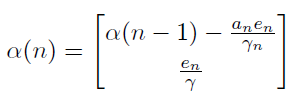 α(n) = [α(n − 1) − aₙeₙ/γₙ
eₙ/γ]